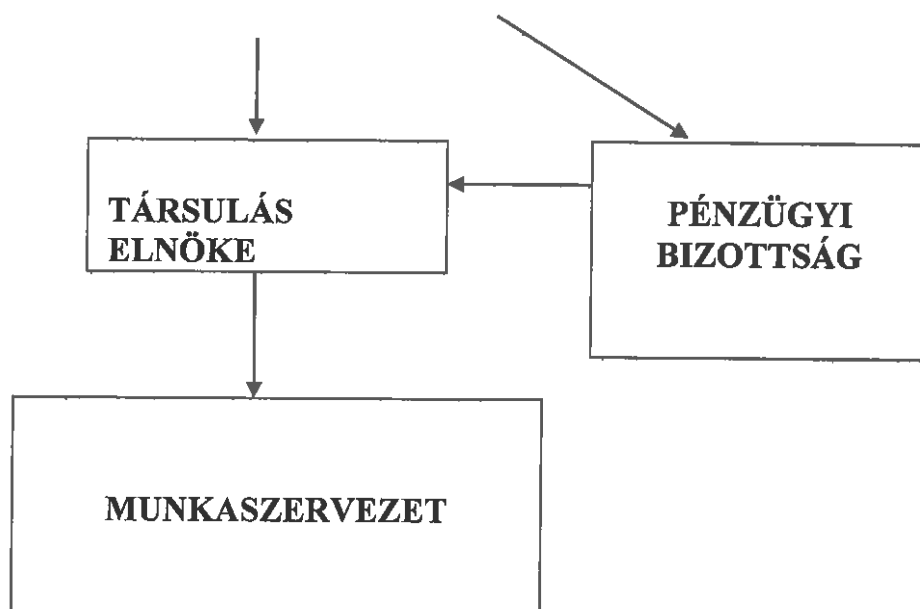 TÁRSULÁS
ELNÖKE
PÉNZÜGYI
BIZOTTSÁG
MUNKASZERVEZET